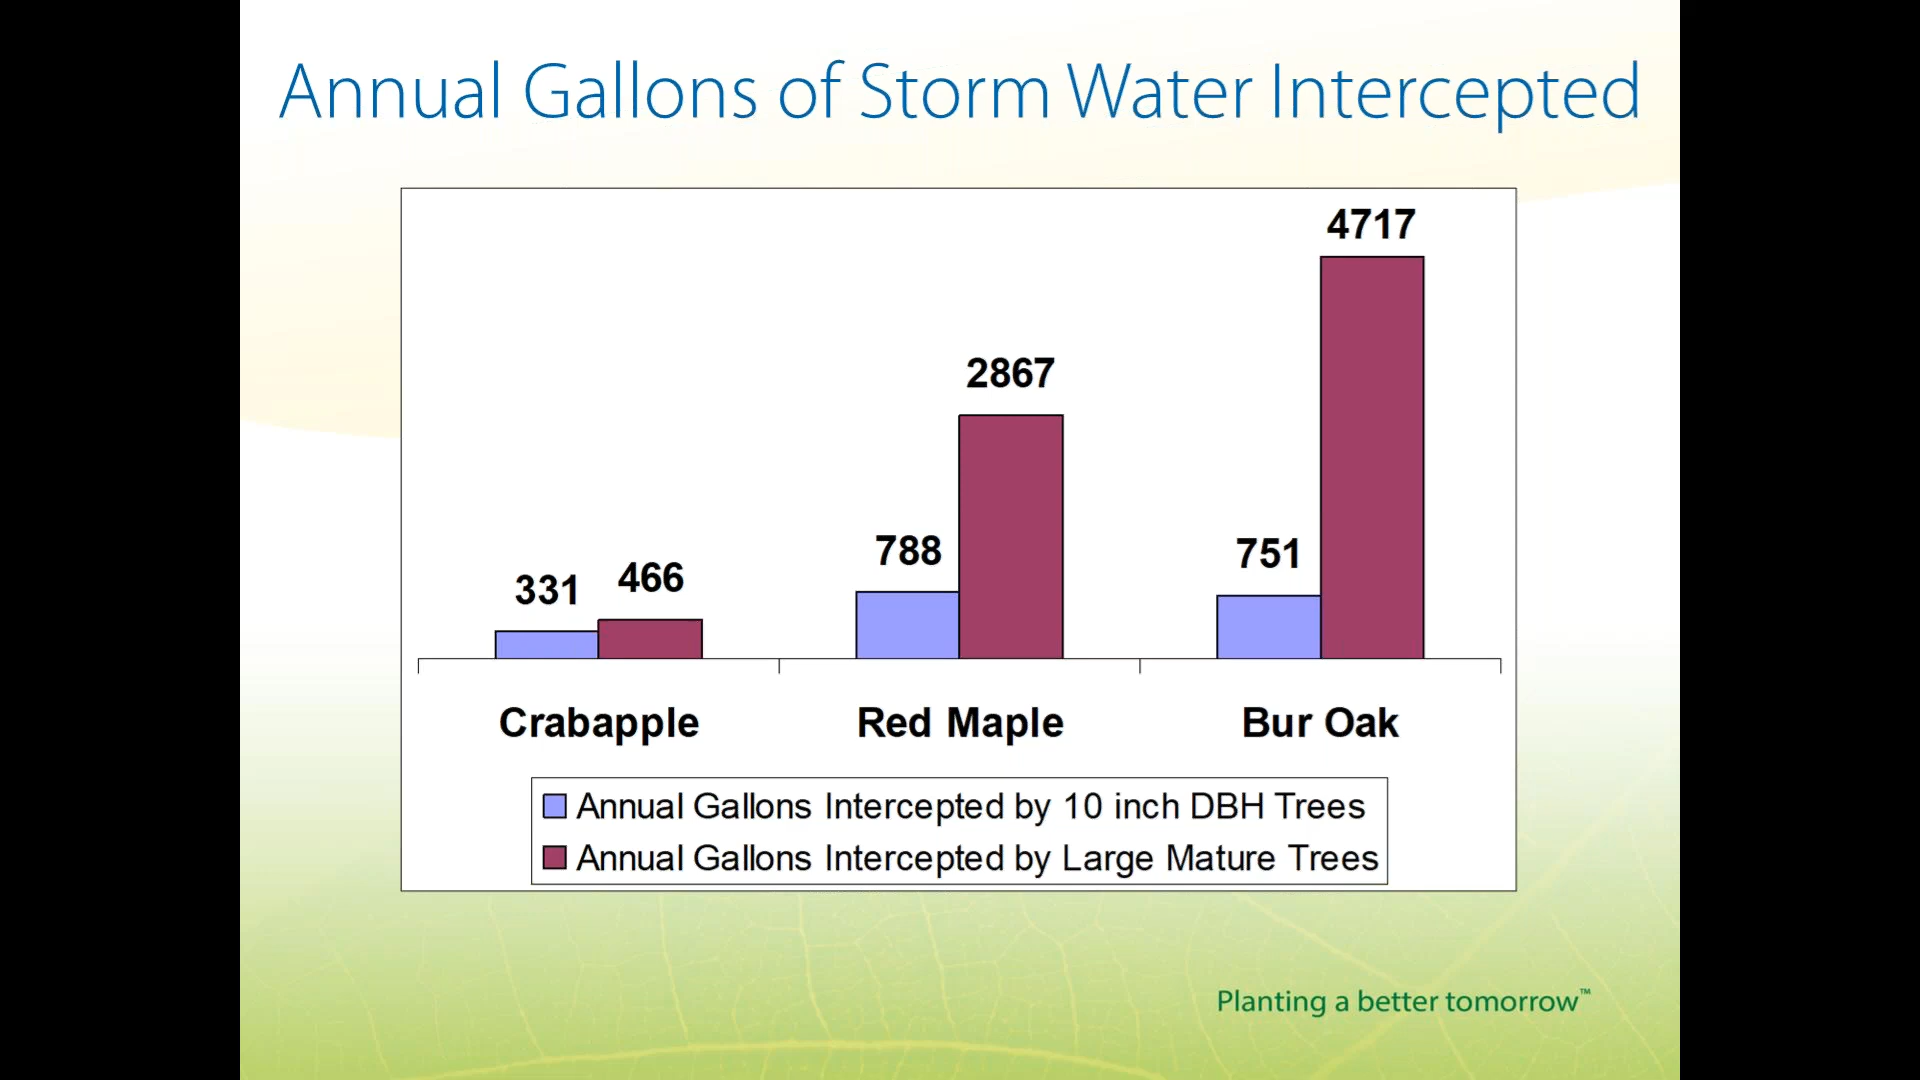 Annual Gallons of Storm Water Intercepted
4717
2867
788
751
331
466
Crabapple
Red Maple
Bur Oak
Annual Gallons Intercepted by 10 inch DBH Trees
Annual Gallons Intercepted by Large Mature Trees
Planting a better tomorrow™